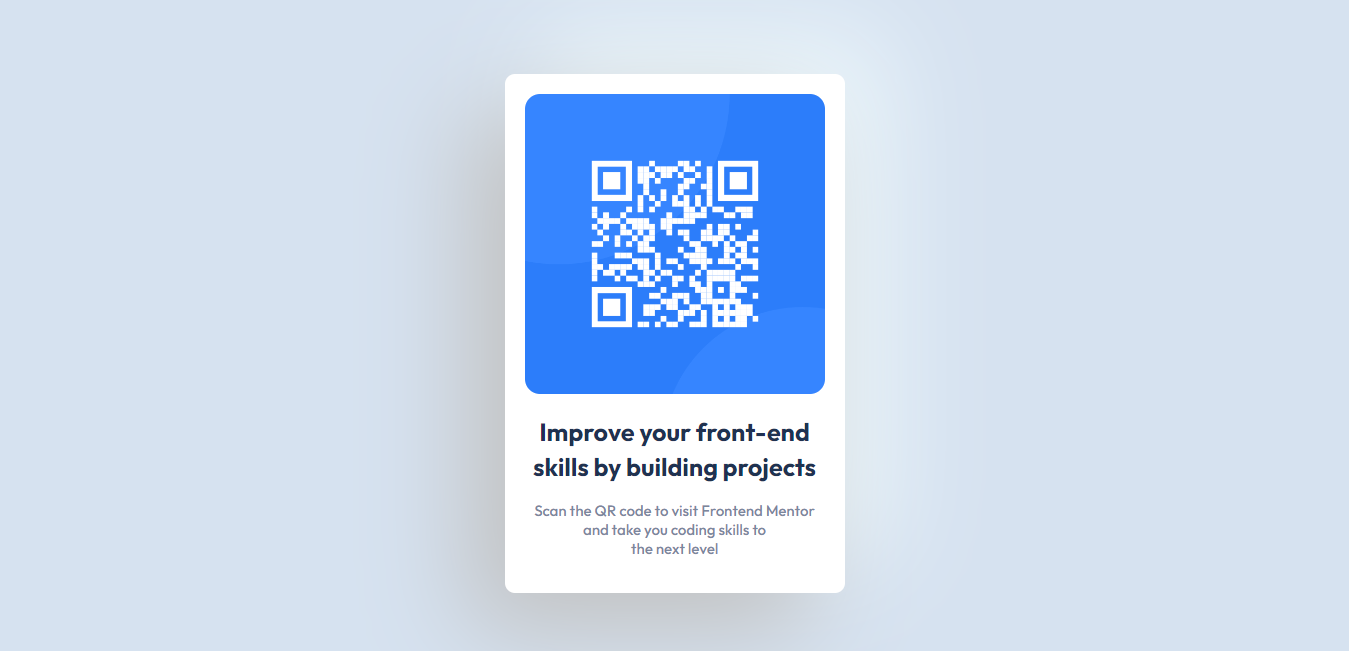 Improve your front-end
skills by building projects
Scan the QR code to visit Frontend Mentor
and take you coding skills to
the next level